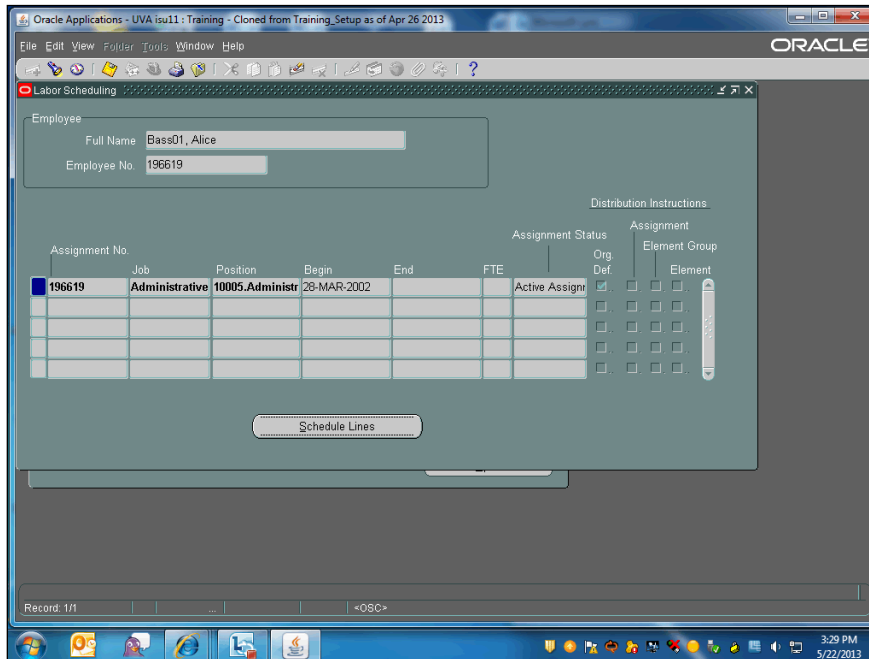 Oracle Applications - UVA isu11 : Training - Cloned from Training_Setup as of Apr 26 2013
File Edit View Folder Tools Window Help
ORACLE
Labor Scheduling
Employee
Full Name Bass01, Alice
Employee No. 196619
Distribution Instructions
Assignment
Assignment Status
Element Group
Assignment No.
Org.
Job Position Begin End FTE Def. Element
196619 Administrative 10005.Administr 28-MAR-2002 Active Assignr
Schedule Lines
Record: 1/1 ... <OSC>
3:29 PM
5/22/2013